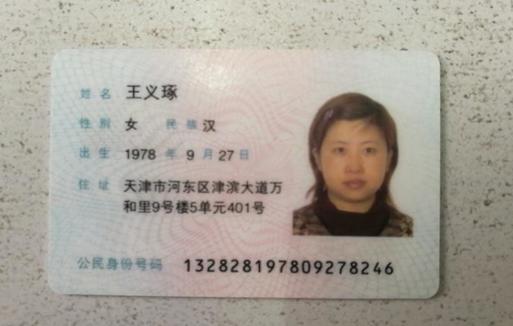 姓名 王义琢
性别 女 民族 汉
出生 1978 年 9 月 27 日
住址 天津市河东区津滨大道万
和里9号楼5单元401号
公民身份号码 132828197809278246